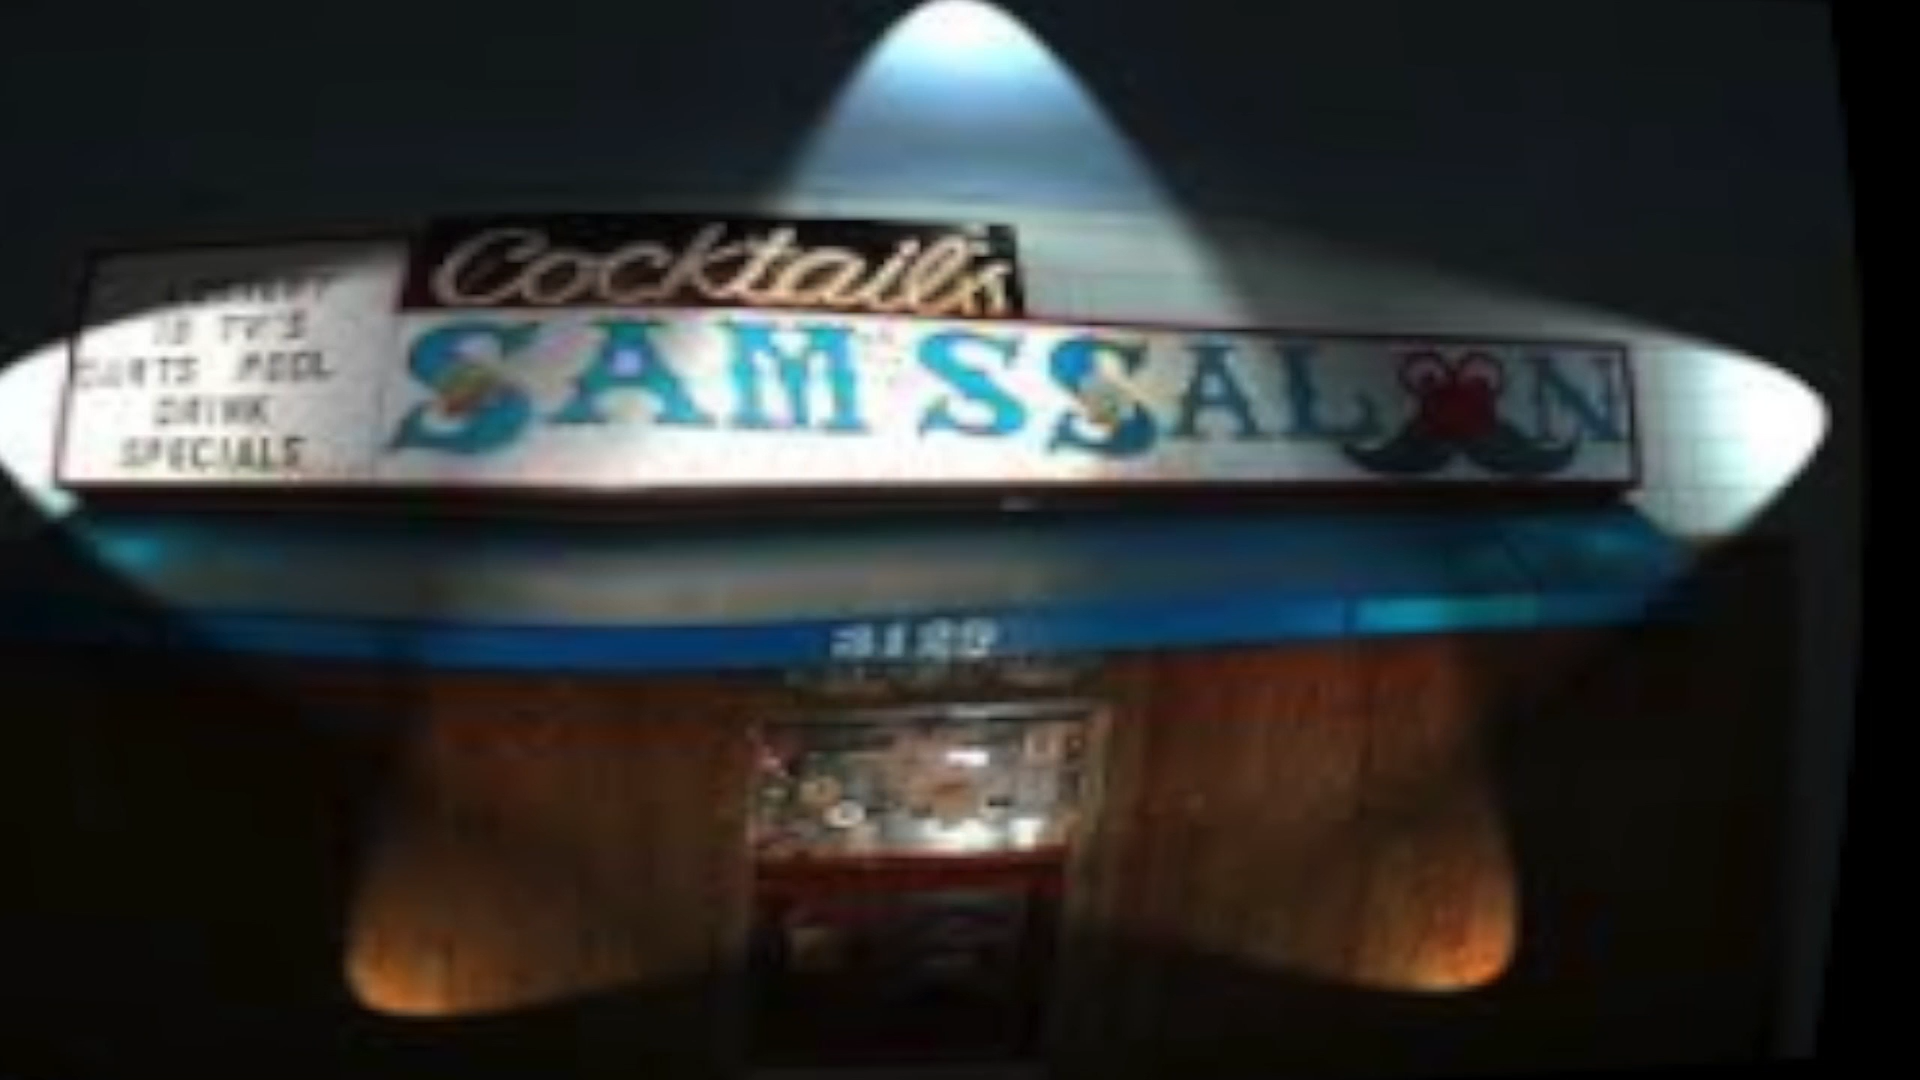 Cocktails
SAM'S SALOON
10 TV'S
DARTS POOL
DRINK
SPECIALS